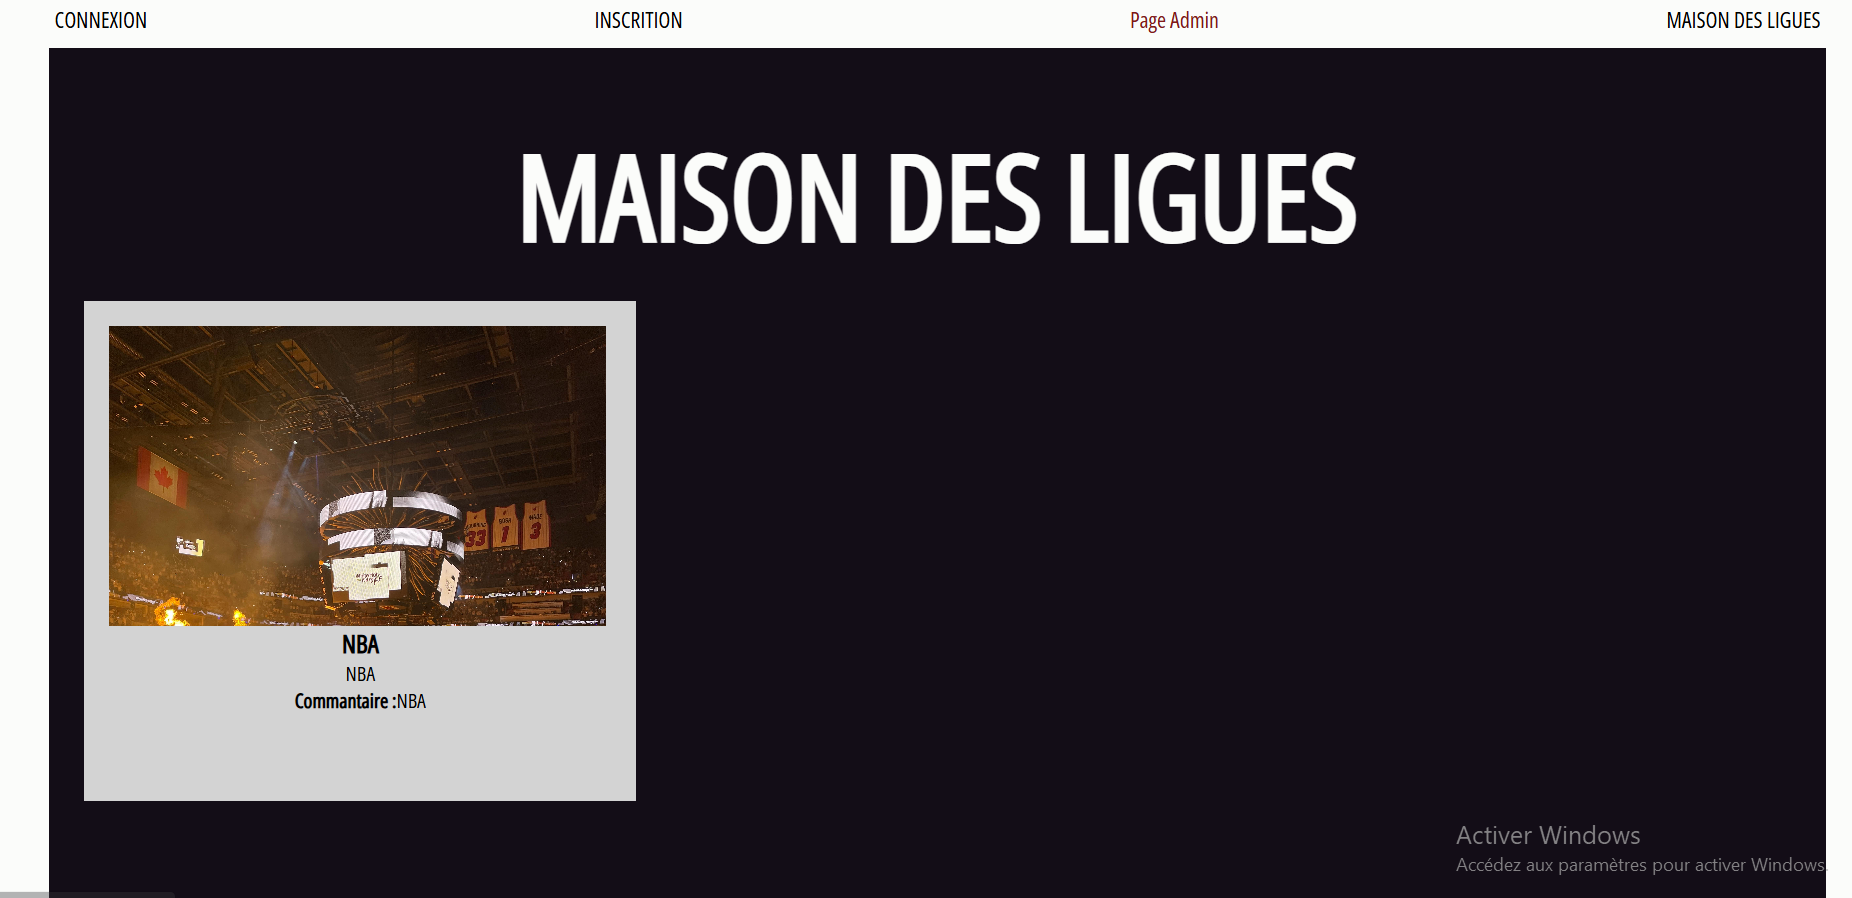 CONNEXION INSCRIPTION Page Admin MAISON DES LIGUES
MAISON DES LIGUES
33 1 3
NBA
NBA
Commantaire :NBA
Activer Windows
Accédez aux paramètres pour activer Windows.